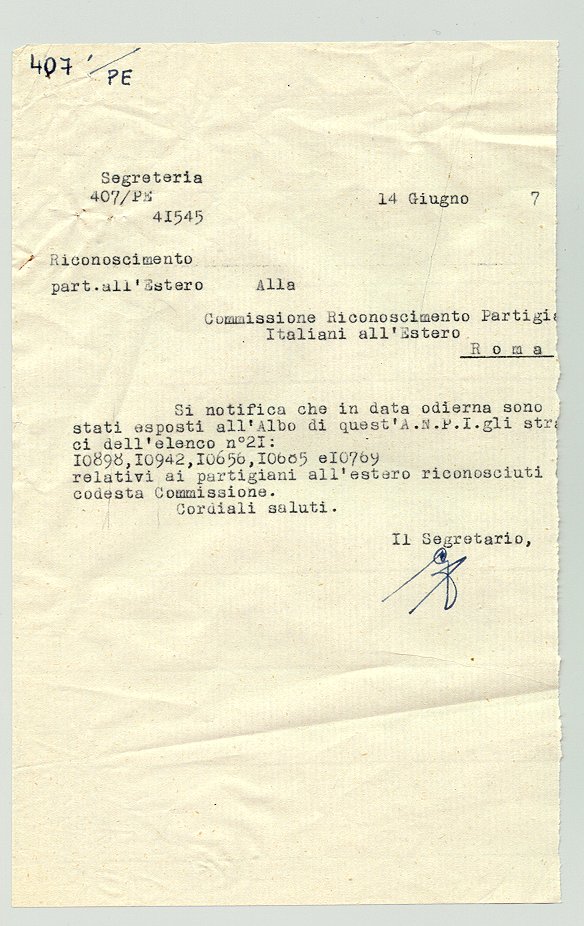 407 / PE
Segreteria
407/PE 14 Giugno 7
4I545
Riconoscimento
part.all'Estero Alla
Commissione Riconoscimento Partigia
Italiani all'Estero
R o m a
Si notifica che in data odierna sono
stati esposti all'Albo di quest'A.N.P.I.gli stra
ci dell'elenco n°2I:
I0898,I0942,I0656,I0685 eI0769
relativi ai partigiani all'estero riconosciuti
codesta Commissione.
Cordiali saluti.
Il Segretario,